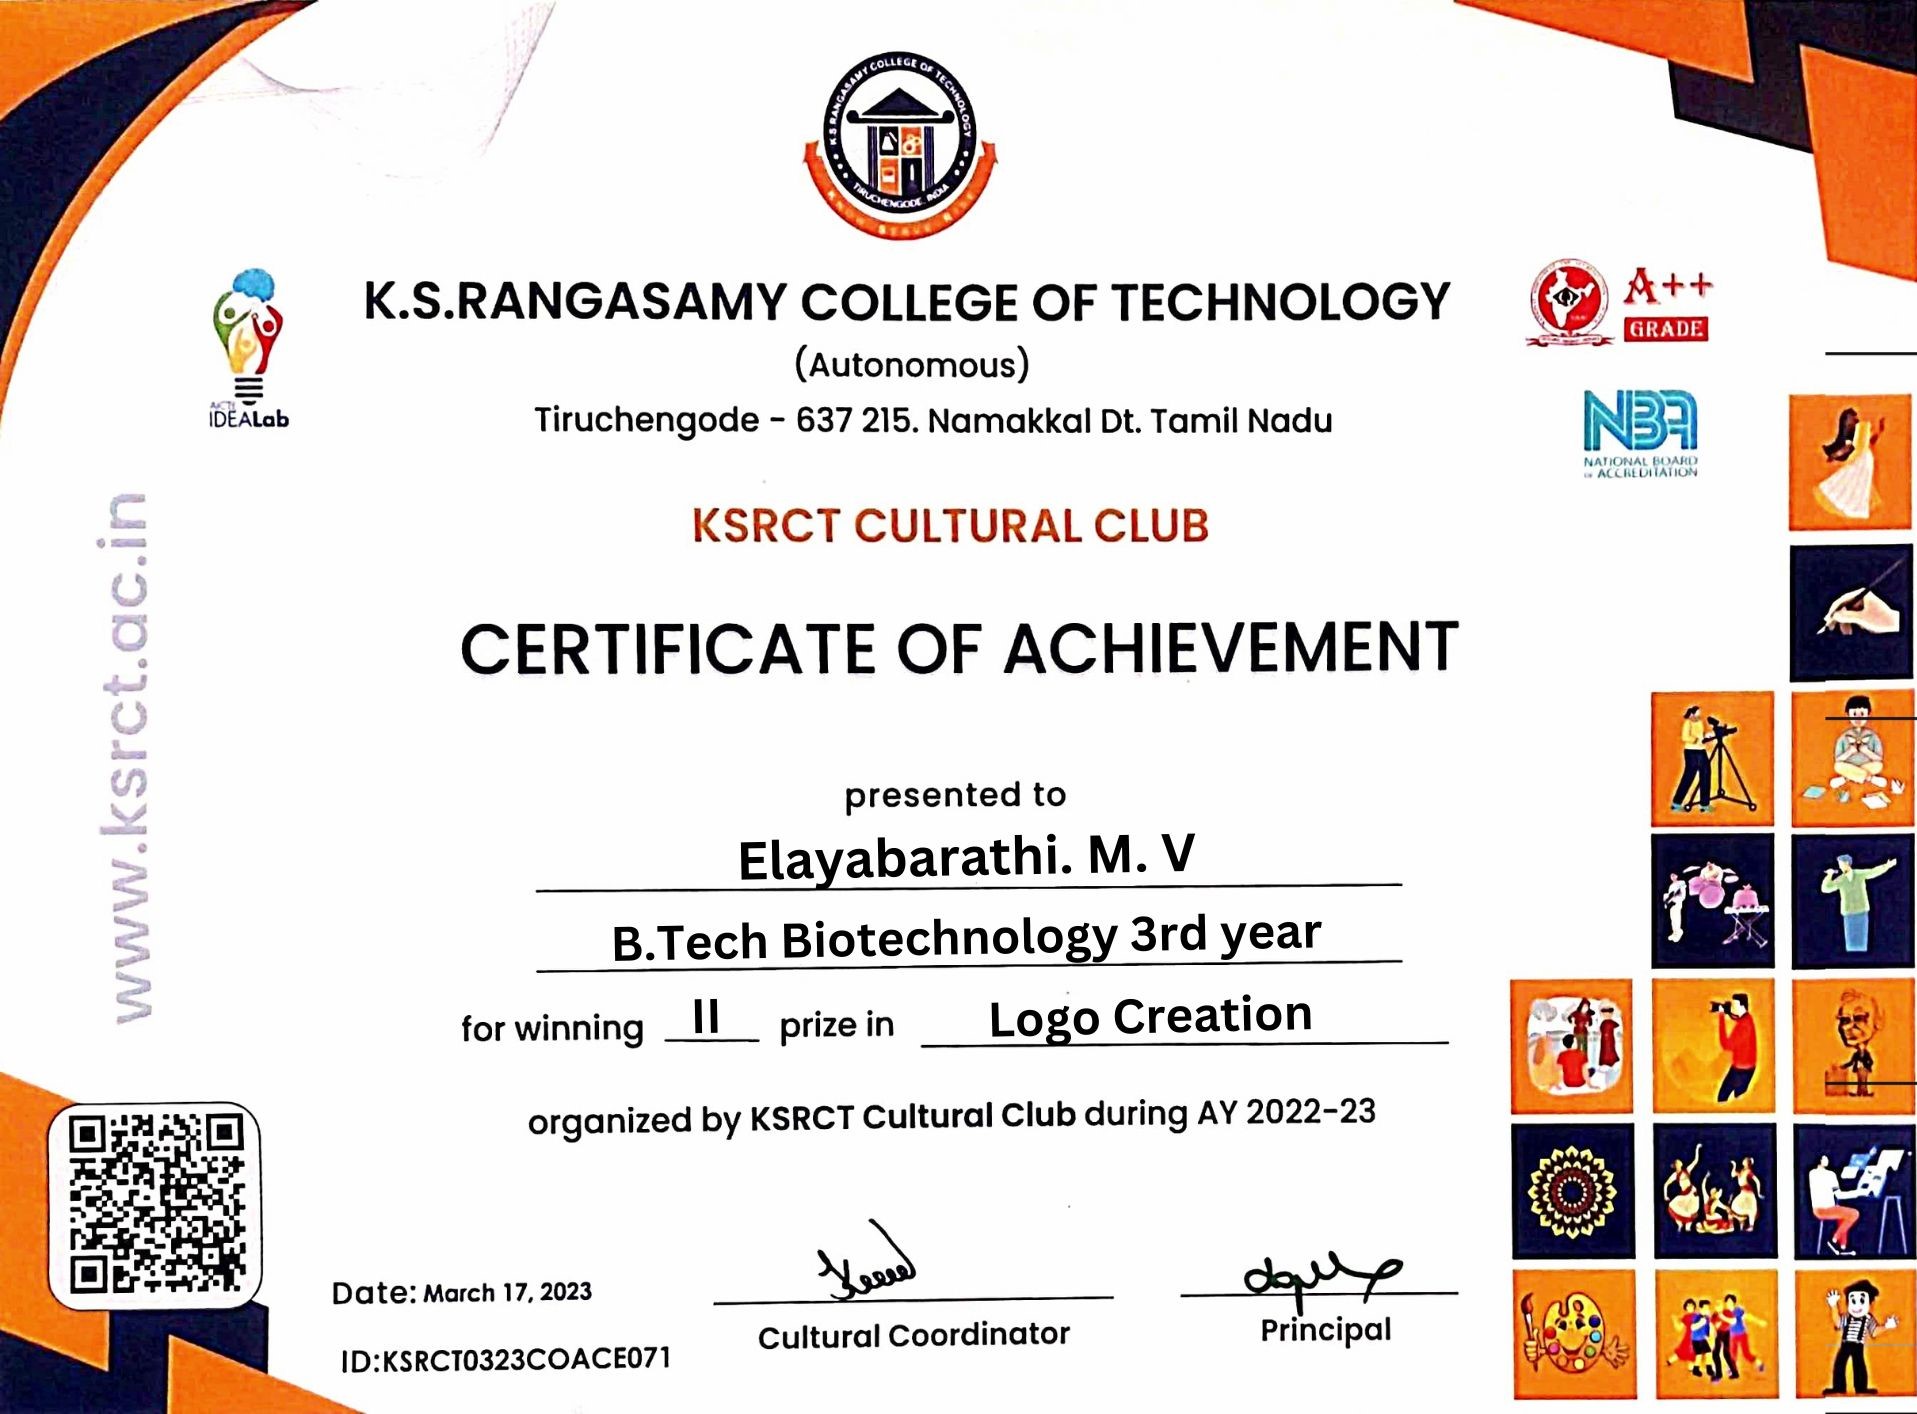 K S RANGASAMY COLLEGE OF TECHNOLOGY
TIRUCHENGODE, INDIA
KNOW SERVE
K.S.RANGASAMY COLLEGE OF TECHNOLOGY
(Autonomous)
Tiruchengode - 637 215. Namakkal Dt. Tamil Nadu
AICTE
IDEALab
A++
GRADE
NBA
NATIONAL BOARD
OF ACCREDITATION
www.ksrct.ac.in
KSRCT CULTURAL CLUB
CERTIFICATE OF ACHIEVEMENT
presented to
Elayabarathi. M. V
B.Tech Biotechnology 3rd year
for winning II prize in Logo Creation
organized by KSRCT Cultural Club during AY 2022-23
Date: March 17, 2023
ID:KSRCT0323COACE071
Cultural Coordinator
Principal